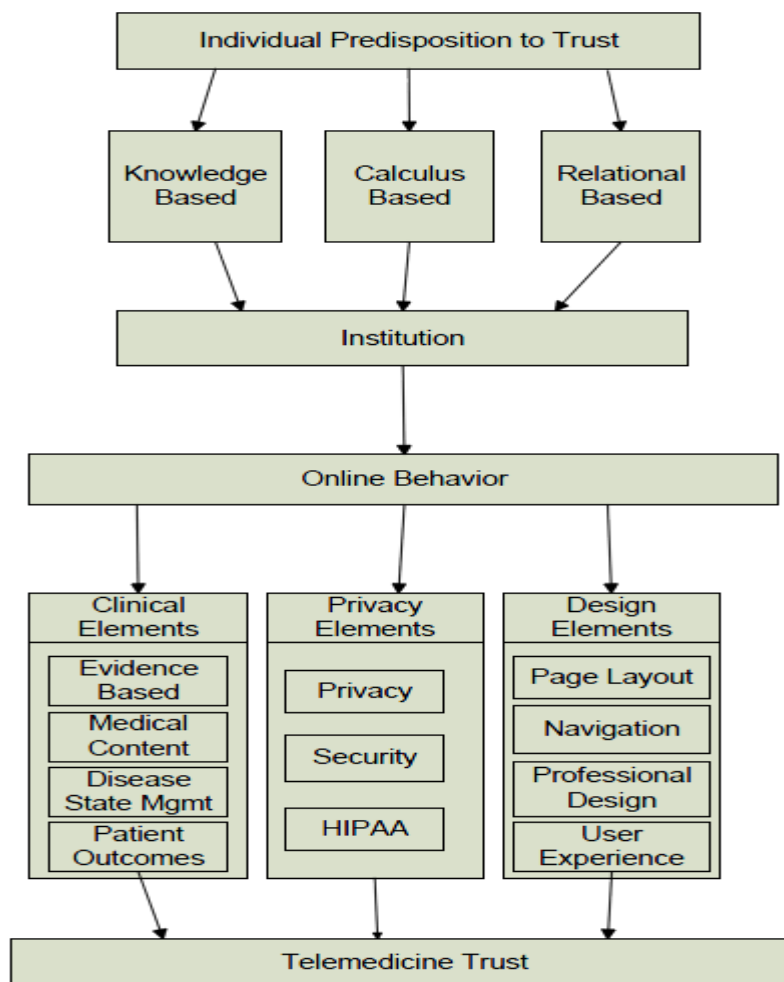 Individual Predisposition to Trust
Knowledge
Based
Calculus
Based
Relational
Based
Institution
Online Behavior
Clinical
Elements
Evidence
Based
Medical
Content
Disease
State Mgmt
Patient
Outcomes
Privacy
Elements
Privacy
Security
HIPAA
Design
Elements
Page Layout
Navigation
Professional
Design
User
Experience
Telemedicine Trust